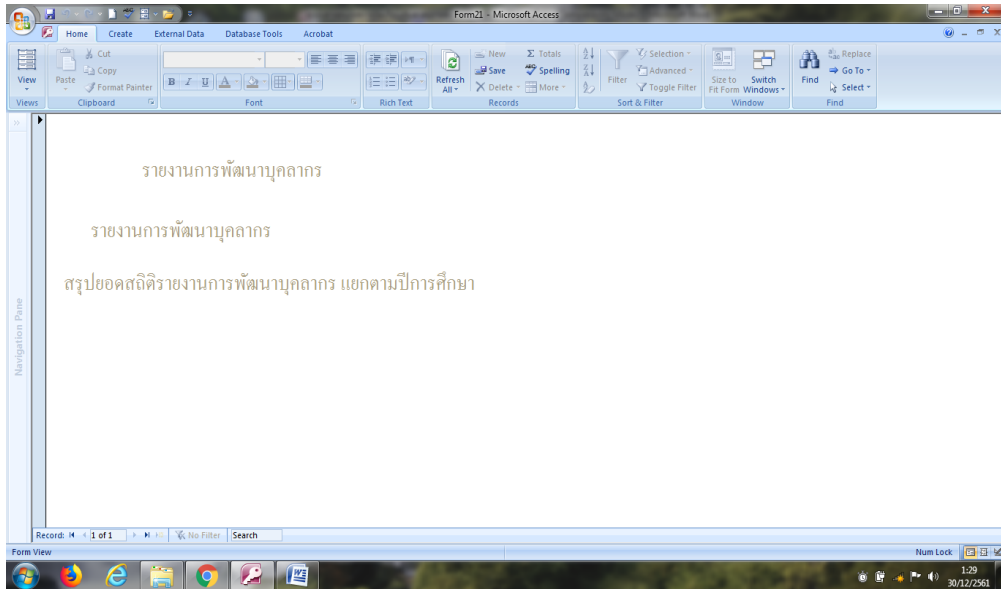 Form21 - Microsoft Access
Home Create External Data Database Tools Acrobat
View
Views
Paste
Cut
Copy
Format Painter
Clipboard
B I U A
Font
Rich Text
Refresh All
New
Save
Delete
Totals
Spelling
More
Records
Filter
Selection
Advanced
Toggle Filter
Sort & Filter
Size to Fit Form
Switch Windows
Window
Find
Replace
Go To
Select
Find
รายงานการพัฒนาบุคลากร
รายงานการพัฒนาบุคลากร
สรุปยอดสถิติรายงานการพัฒนาบุคลากร แยกตามปีการศึกษา
Navigation Pane
Record: 1 of 1 No Filter Search
Form View Num Lock
1:29
30/12/2561